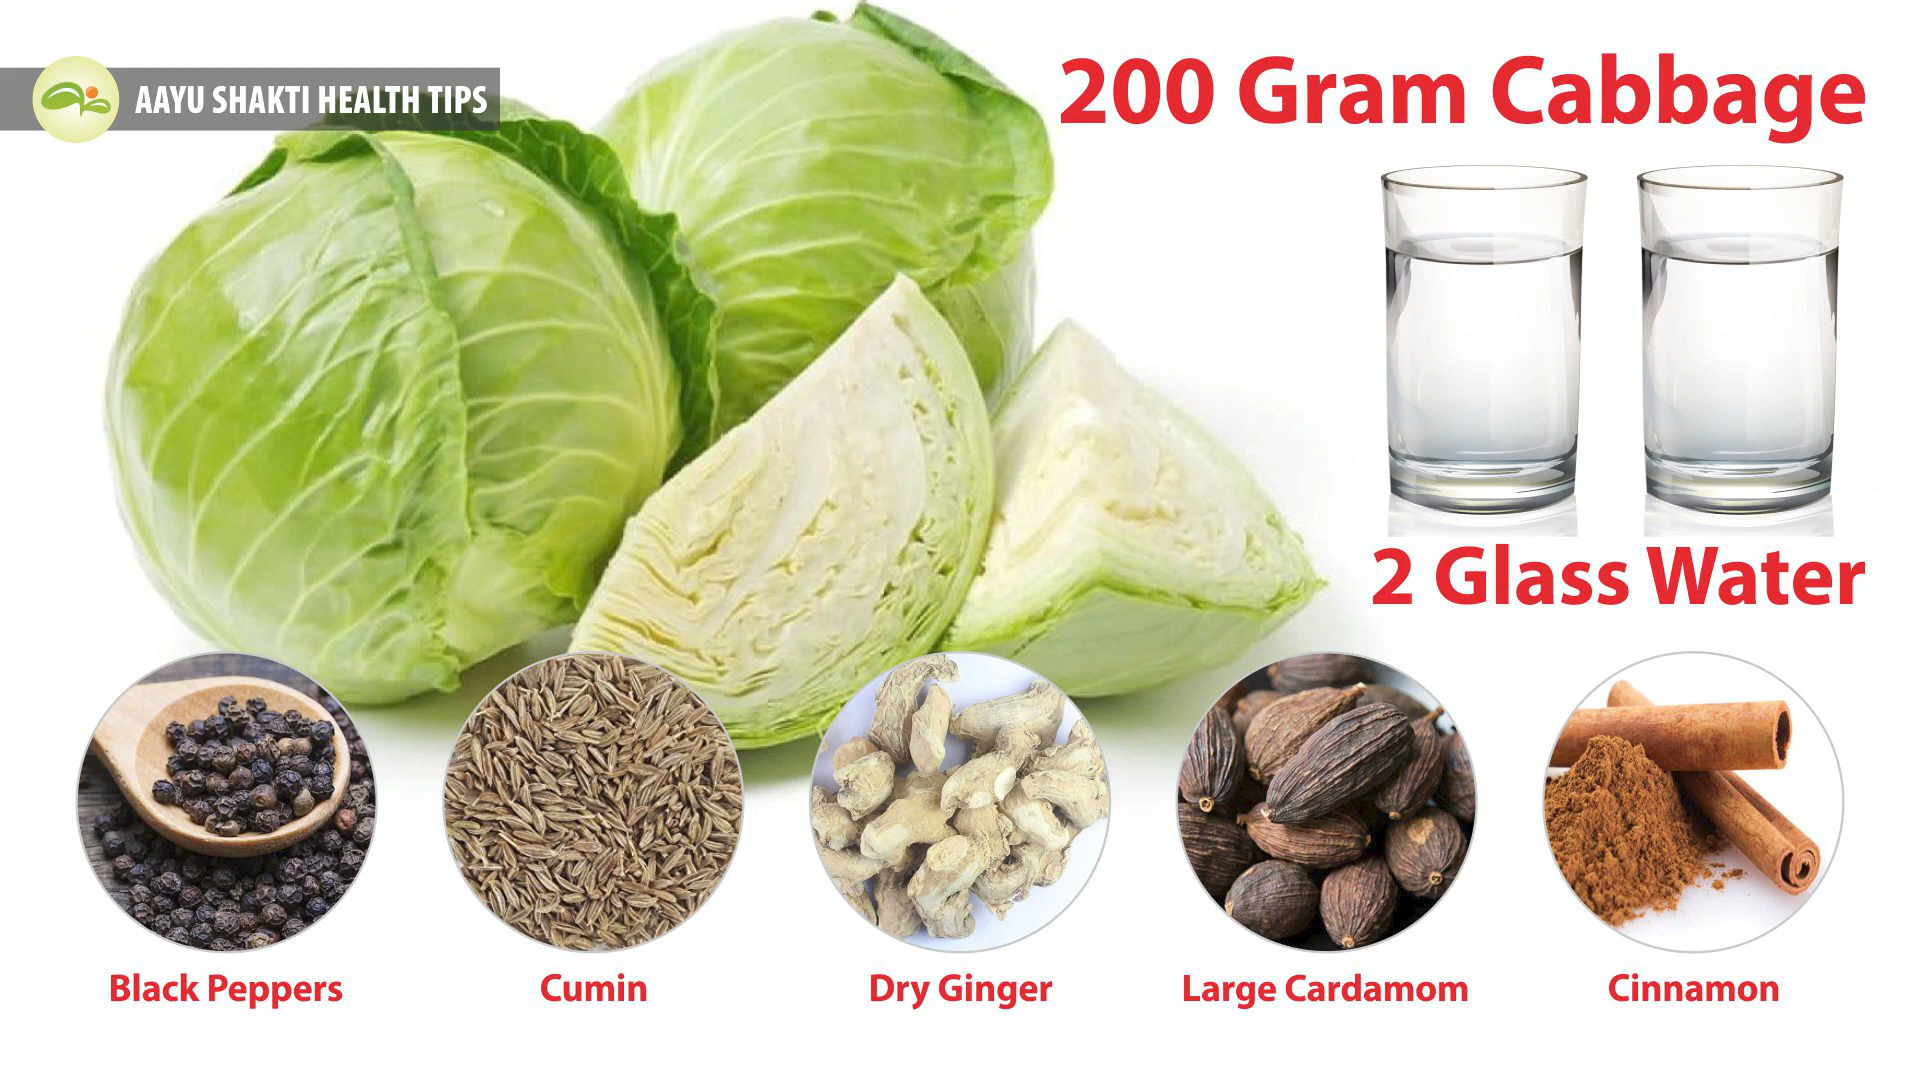 AAYU SHAKTI HEALTH TIPS
200 Gram Cabbage
2 Glass Water
Black Peppers
Cumin
Dry Ginger
Large Cardamom
Cinnamon